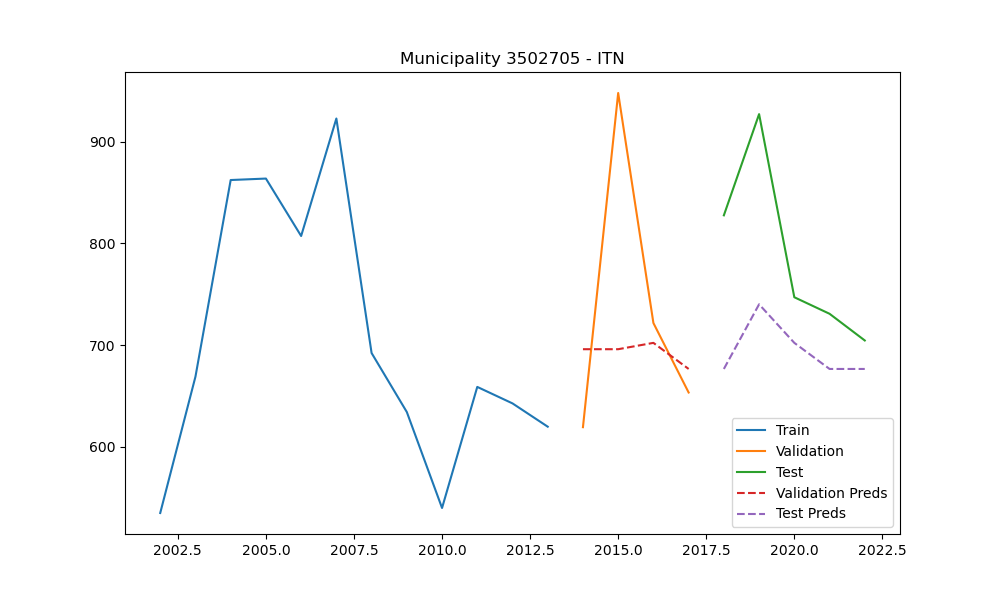 Municipality 3502705 - ITN
900
800
700
600
2002.5 2005.0 2007.5 2010.0 2012.5 2015.0 2017.5 2020.0 2022.5
Train
Validation
Test
Validation Preds
Test Preds